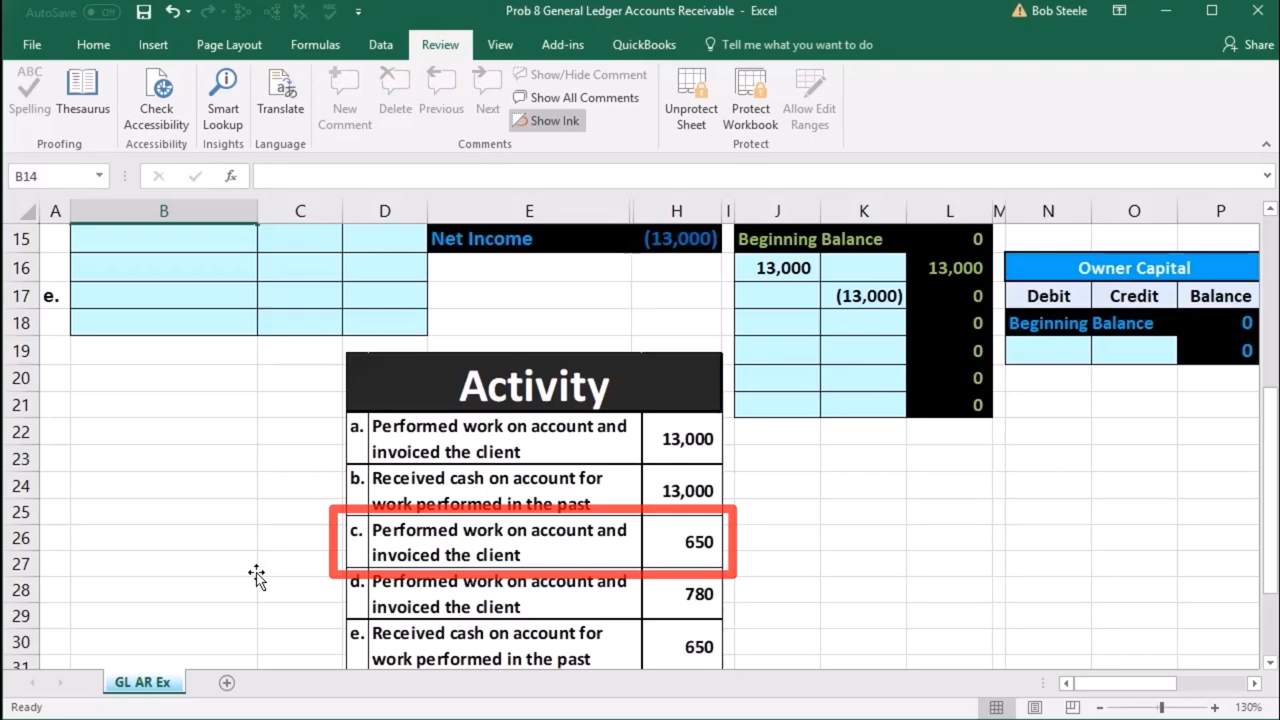 AutoSave Off
Prob 8 General Ledger Accounts Receivable - Excel
Bob Steele
File Home Insert Page Layout Formulas Data Review View Add-ins QuickBooks Tell me what you want to do Share
ABC
Spelling Thesaurus
Check Accessibility
Smart Lookup
Translate
New Comment
Delete Previous Next
Show/Hide Comment
Show All Comments
Show Ink
Unprotect Sheet
Protect Workbook
Allow Edit Ranges
Proofing Accessibility Insights Language Comments Protect
B14 fx
A B C D E H I J K L M N O P
15 Net Income (13,000) Beginning Balance 0
16 13,000 13,000 Owner Capital
17 e. (13,000) 0 Debit Credit Balance
18 0 Beginning Balance 0
19 0 0
20 Activity 0
21 0
22 a. Performed work on account and
23 invoiced the client 13,000
24 b. Received cash on account for
25 work performed in the past 13,000
26 c. Performed work on account and
27 invoiced the client 650
28 d. Performed work on account and
29 invoiced the client 780
30 e. Received cash on account for
31 work performed in the past 650
GL AR Ex
Ready 130%